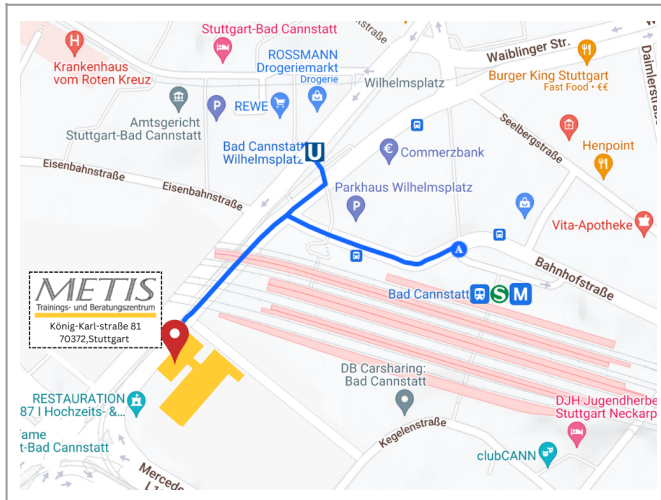 Stuttgart-Bad Cannstatt
Waiblinger Str.
Krankenhaus
vom Roten Kreuz
ROSSMANN
Drogeriemarkt
Drogerie
Wilhelmsplatz
Burger King Stuttgart
Fast Food • €€
Daimlerstraße
Amtsgericht
Stuttgart-Bad Cannstatt
P
REWE
Seelbergstraße
Bad Cannstatt
Wilhelmsplatz
U
€
Commerzbank
Henpoint
Eisenbahnstraße
Eisenbahnstraße
Parkhaus Wilhelmsplatz
P
Vita-Apotheke
A
Bahnhofstraße
METIS
Trainings- und Beratungszentrum
König-Karl-straße 81
70372,Stuttgart
Bad Cannstatt
S
M
DB Carsharing:
Bad Cannstatt
RESTAURATION
87 I Hochzeits- &...
DJH Jugendherbe
Stuttgart Neckarp
Kegelenstraße
clubCANN
t-Bad Cannstatt
Mercede